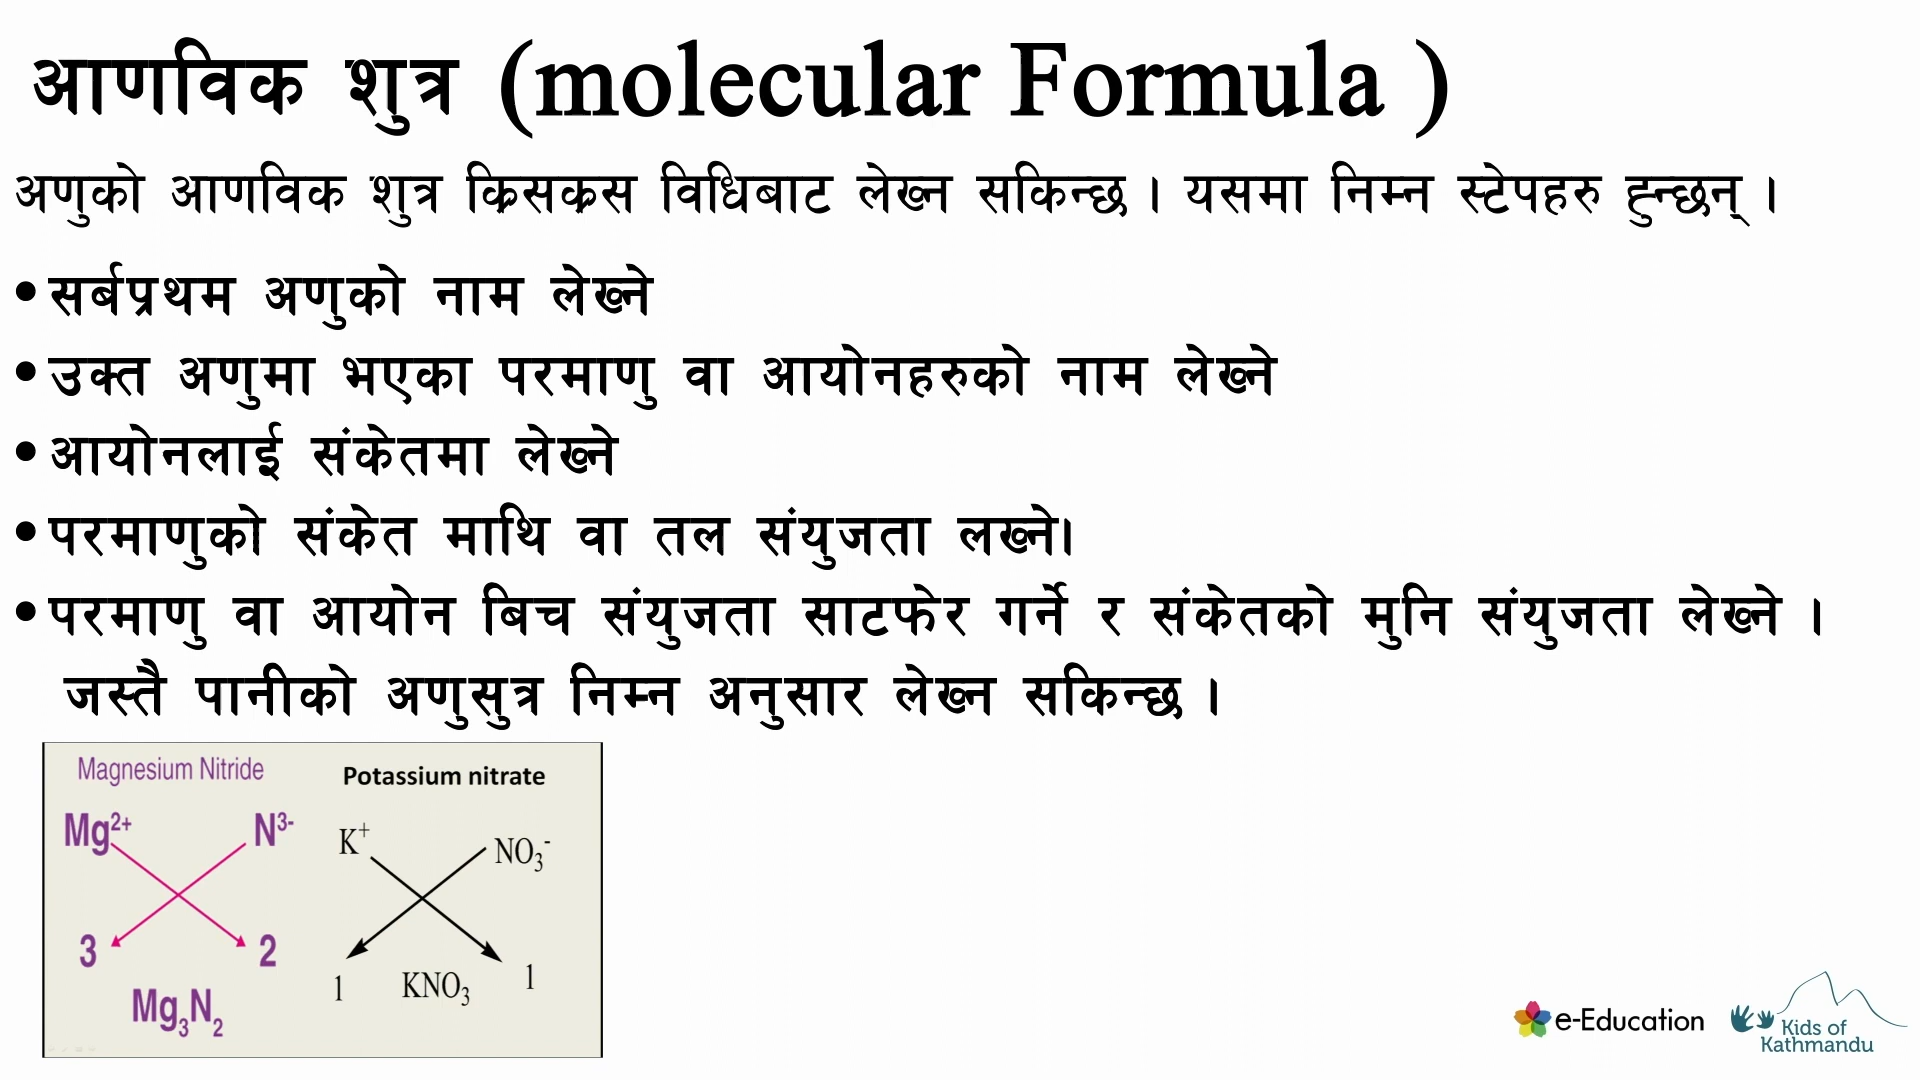 आणविक शुत्र (molecular Formula )
अणुको आणविक शुत्र क्रिसक्रस विधिबाट लेख्न सकिन्छ । यसमा निम्न स्टेपहरु हुन्छन् ।
•सर्बप्रथम अणुको नाम लेख्ने
•उक्त अणुमा भएका परमाणु वा आयोनहरुको नाम लेख्ने
•आयोनलाई संकेतमा लेख्ने
•परमाणुको संकेत माथि वा तल संयुजता लख्ने।
•परमाणु वा आयोन बिच संयुजता साटफेर गर्ने र संकेतको मुनि संयुजता लेख्ने ।
जस्तै पानीको अणुसुत्र निम्न अनुसार लेख्न सकिन्छ ।
Magnesium Nitride
Mg²⁺ N³⁻
3 2
Mg₃N₂
Potassium nitrate
K⁺ NO₃⁻
1 KNO₃ 1
e-Education
Kids of
Kathmandu